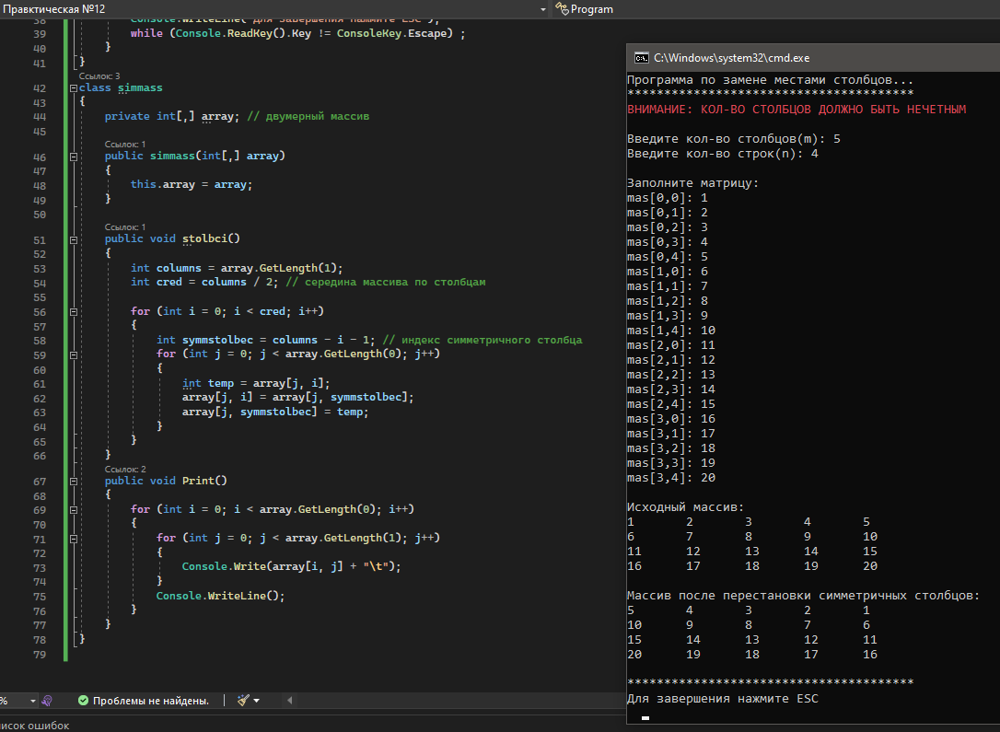 Правктическая №12
Program
38 Console.WriteLine("Для завершения нажмите ESC");
39 while (Console.ReadKey().Key != ConsoleKey.Escape) ;
40 }
41 }
Ссылок: 3
42 class simmass
43 {
44 private int[,] array; // двумерный массив
45
Ссылок: 1
46 public simmass(int[,] array)
47 {
48 this.array = array;
49 }
50
Ссылок: 1
51 public void stolbci()
52 {
53 int columns = array.GetLength(1);
54 int cred = columns / 2; // середина массива по столбцам
55
56 for (int i = 0; i < cred; i++)
57 {
58 int symmstolbec = columns - i - 1; // индекс симметричного столбца
59 for (int j = 0; j < array.GetLength(0); j++)
60 {
61 int temp = array[j, i];
62 array[j, i] = array[j, symmstolbec];
63 array[j, symmstolbec] = temp;
64 }
65 }
66 }
Ссылок: 2
67 public void Print()
68 {
69 for (int i = 0; i < array.GetLength(0); i++)
70 {
71 for (int j = 0; j < array.GetLength(1); j++)
72 {
73 Console.Write(array[i, j] + "\t");
74 }
75 Console.WriteLine();
76 }
77 }
78 }
79
% Проблемы не найдены.
исок ошибок
C:\Windows\system32\cmd.exe
Программа по замене местами столбцов...
***************************************
ВНИМАНИЕ: КОЛ-ВО СТОЛБЦОВ ДОЛЖНО БЫТЬ НЕЧЕТНЫМ
Введите кол-во столбцов(m): 5
Введите кол-во строк(n): 4
Заполните матрицу:
mas[0,0]: 1
mas[0,1]: 2
mas[0,2]: 3
mas[0,3]: 4
mas[0,4]: 5
mas[1,0]: 6
mas[1,1]: 7
mas[1,2]: 8
mas[1,3]: 9
mas[1,4]: 10
mas[2,0]: 11
mas[2,1]: 12
mas[2,2]: 13
mas[2,3]: 14
mas[2,4]: 15
mas[3,0]: 16
mas[3,1]: 17
mas[3,2]: 18
mas[3,3]: 19
mas[3,4]: 20
Исходный массив:
1 2 3 4 5
6 7 8 9 10
11 12 13 14 15
16 17 18 19 20
Массив после перестановки симметричных столбцов:
5 4 3 2 1
10 9 8 7 6
15 14 13 12 11
20 19 18 17 16
***************************************
Для завершения нажмите ESC